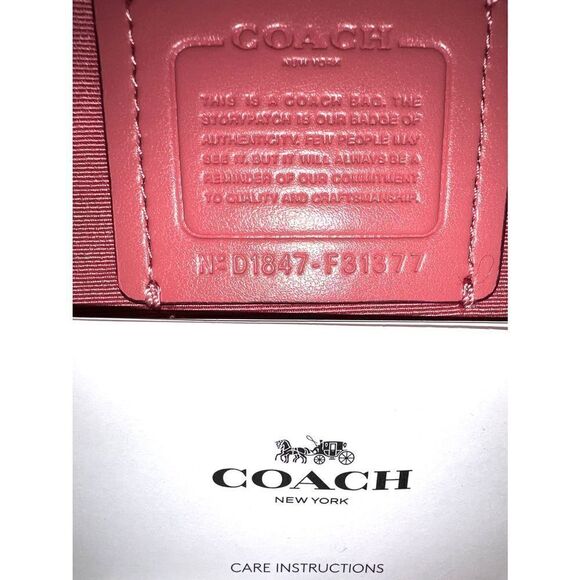 COACH
NEW YORK
THIS IS A COACH BAG. THE
STORYPATCH IS OUR BADGE OF
AUTHENTICITY. FEW PEOPLE MAY
SEE IT. BUT IT WILL ALWAYS BE A
REMINDER OF OUR COMMITMENT
TO QUALITY AND CRAFTSMANSHIP.
Nº D1847-F31377
COACH
NEW YORK
CARE INSTRUCTIONS